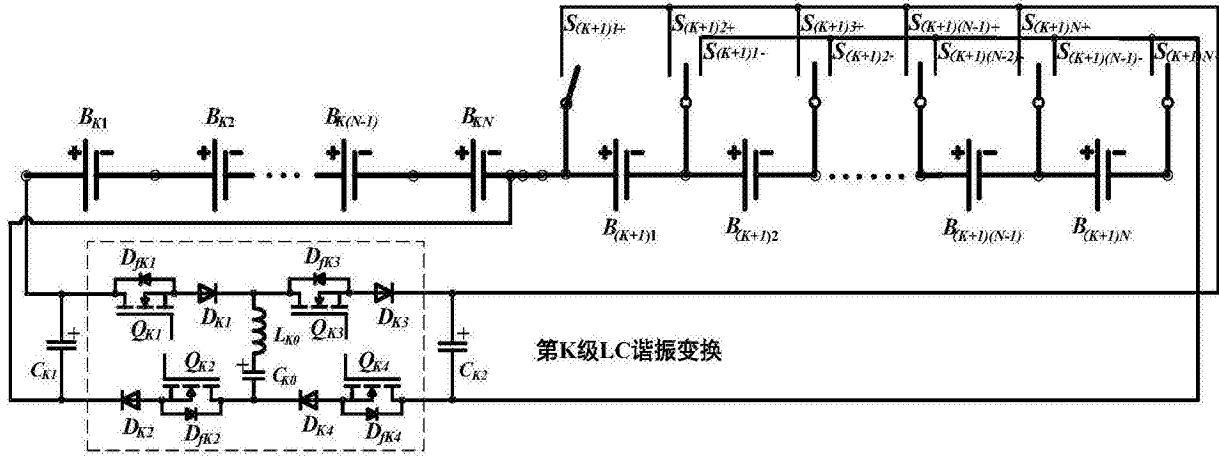 S(K+1)1+ S(K+1)2+ S(K+1)3+ S(K+1)(N-1)+ S(K+1)N+
S(K+1)1- S(K+1)2- S(K+1)(N-2)- S(K+1)(N-1)- S(K+1)N-
BK1 BK2 BK(N-1) BKN
+ - + - + - + - + - + - + - + -
B(K+1)1 B(K+1)2 B(K+1)(N-1) B(K+1)N
DfK1 DfK3
DK1 DK3
QK1 LK0 QK3
+ +
CK1 QK2 + CK0 QK4 CK2
第K级LC谐振变换
DK2 DfK2 DK4 DfK4